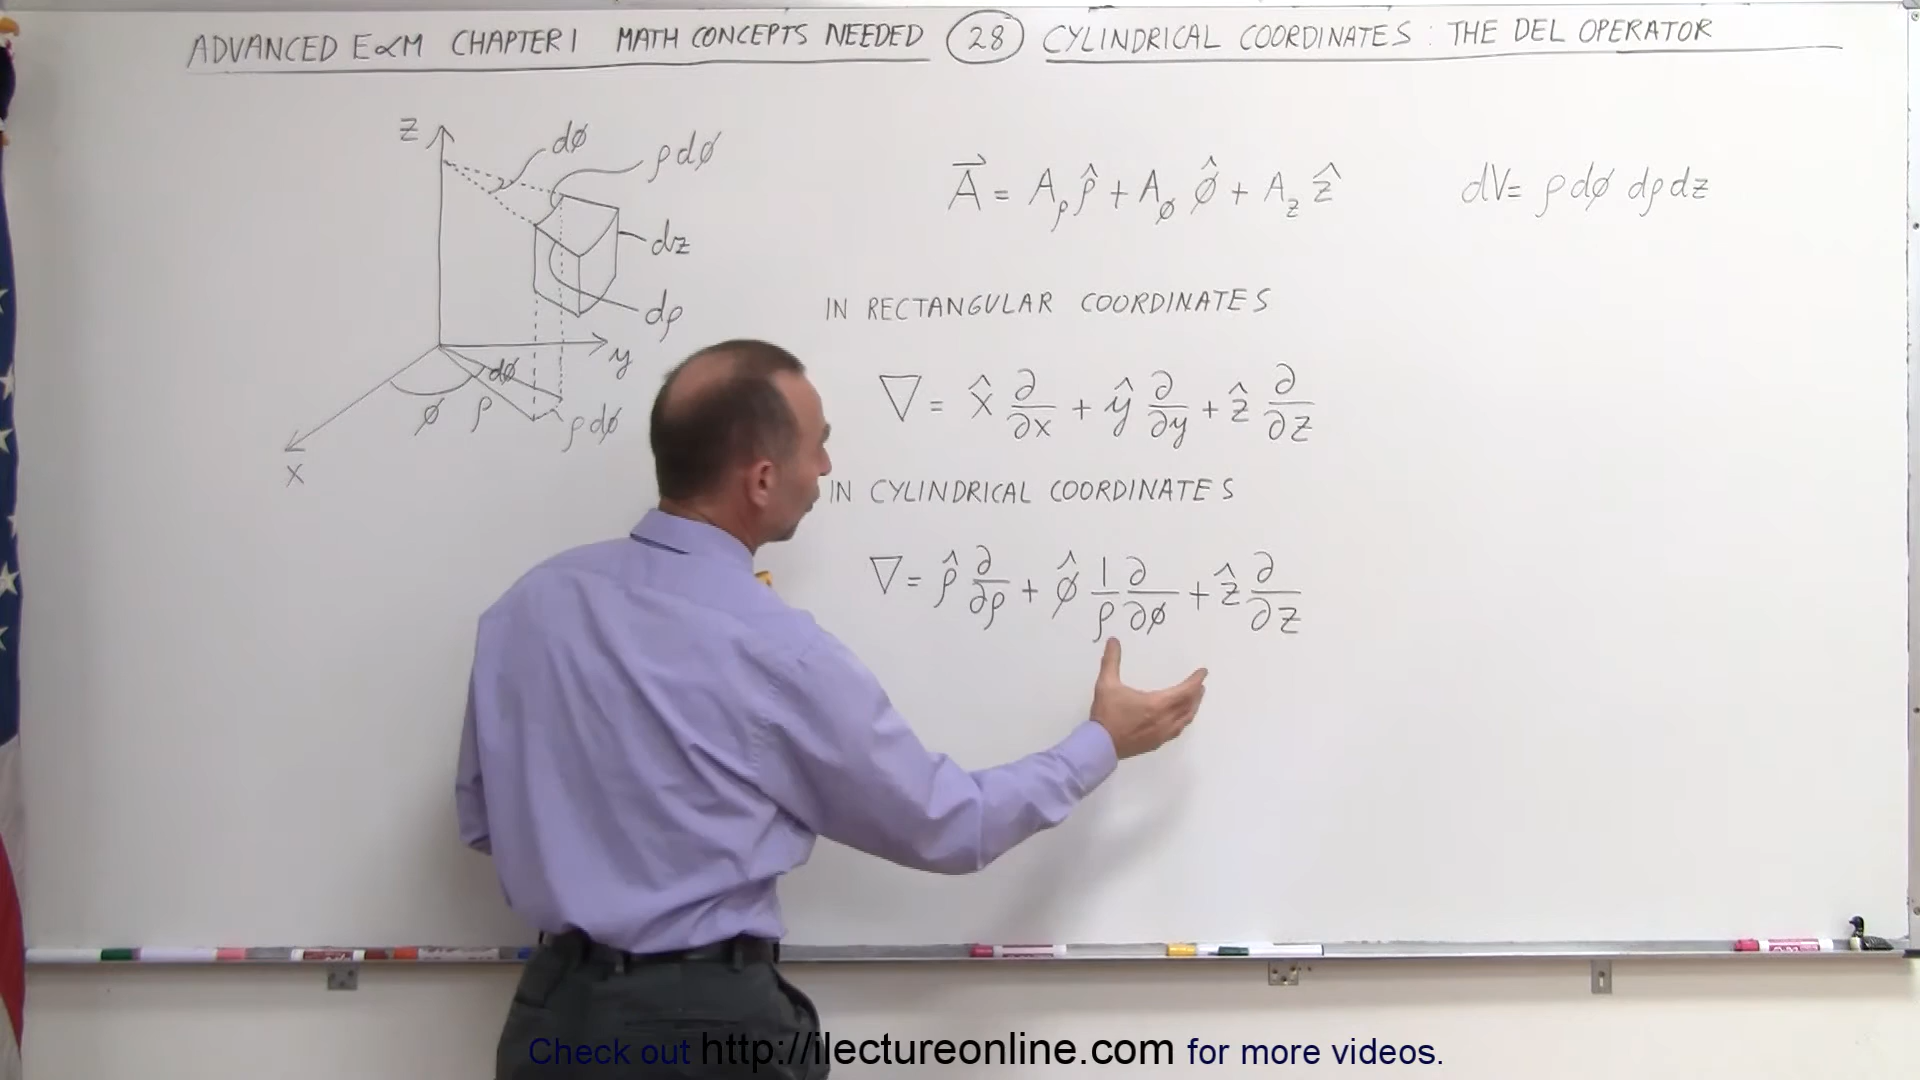 ADVANCED E&M CHAPTER 1 MATH CONCEPTS NEEDED 28 CYLINDRICAL COORDINATES : THE DEL OPERATOR
z
dø
ρdø
dz
dρ
y
dø
ø
ρ
ρdø
x
A⃗ = A_ρ ρ̂ + A_ø ø̂ + A_z ẑ
dV = ρdø dρdz
IN RECTANGULAR COORDINATES
∇ = x̂ ∂/∂x + ŷ ∂/∂y + ẑ ∂/∂z
IN CYLINDRICAL COORDINATES
∇ = ρ̂ ∂/∂ρ + ø̂ 1/ρ ∂/∂ø + ẑ ∂/∂z
Check out http://ilectureonline.com for more videos.